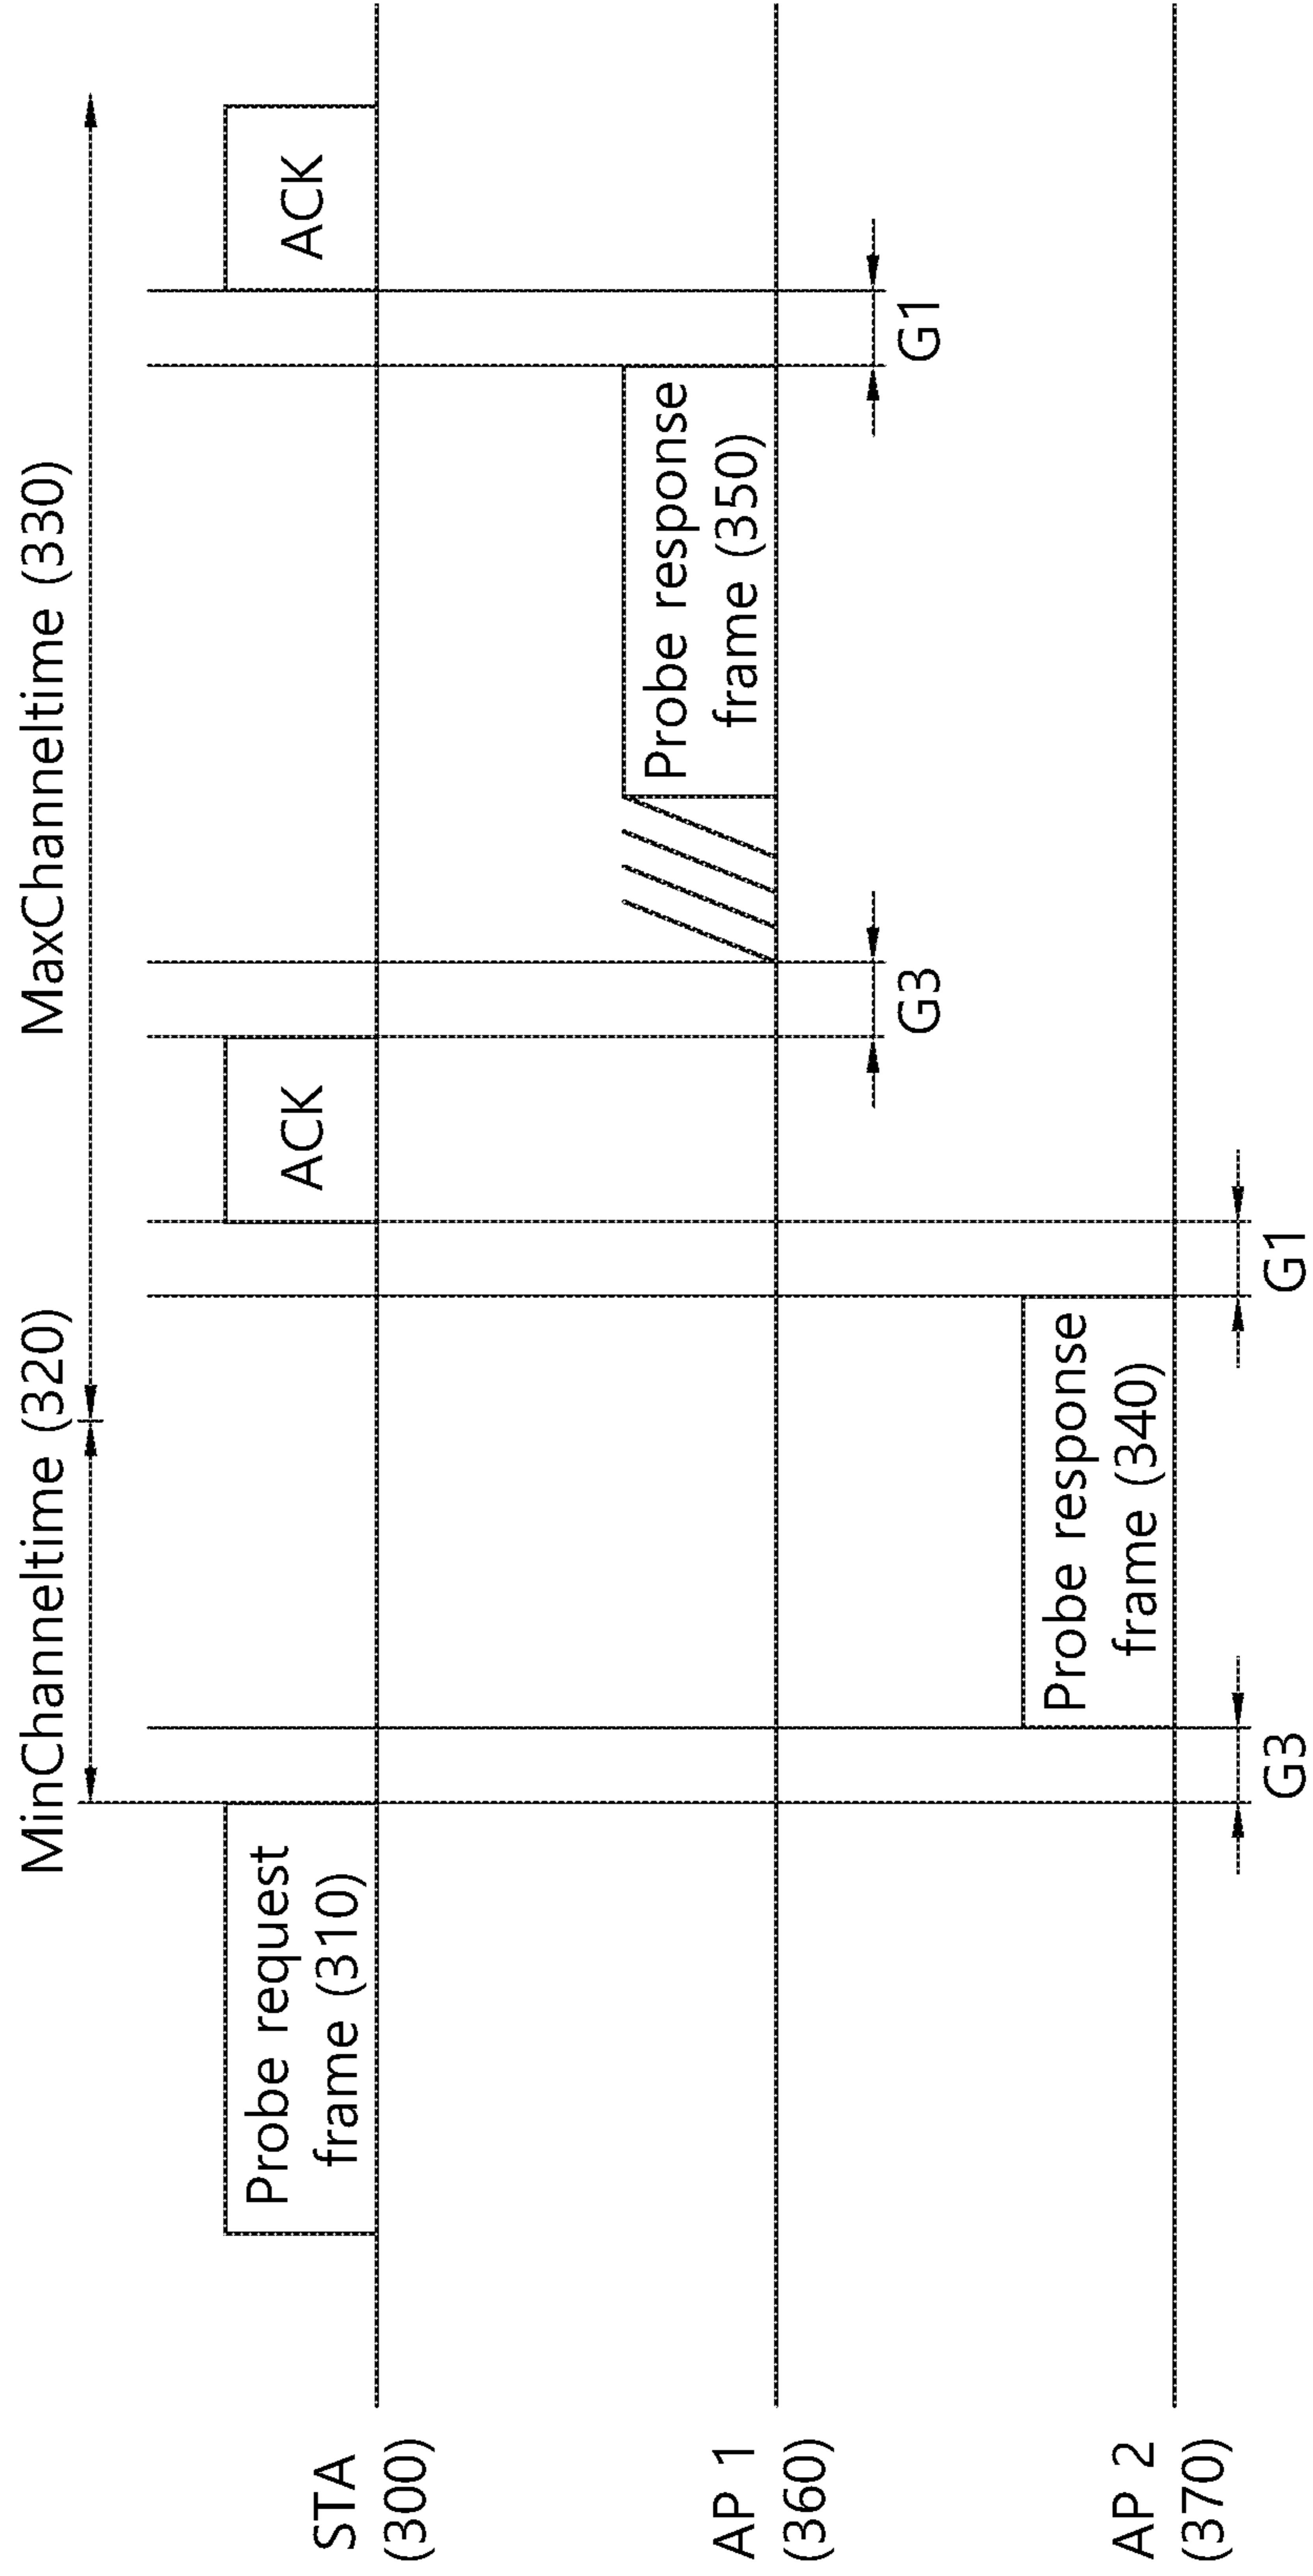 MinChanneltime (320)
MaxChanneltime (330)
STA
(300)
Probe request
frame (310)
ACK
ACK
AP 1
(360)
Probe response
frame (350)
G3
G1
AP 2
(370)
Probe response
frame (340)
G3
G1